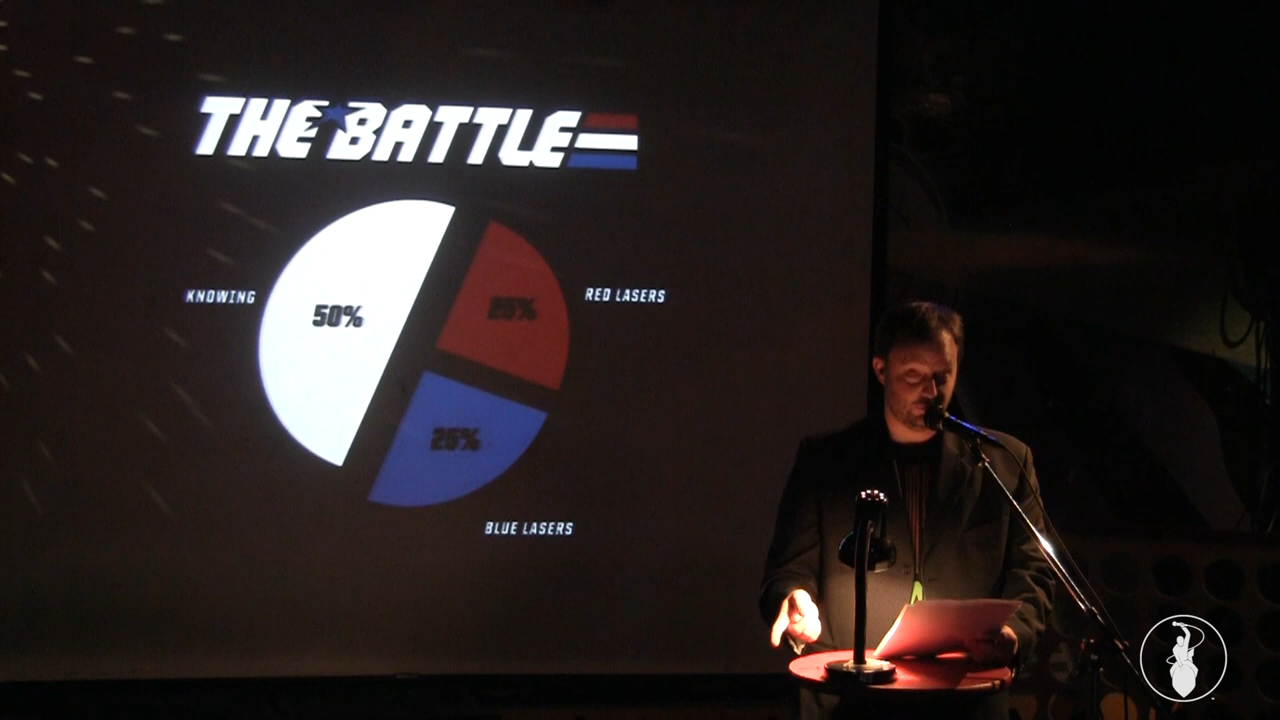 THE BATTLE
KNOWING
50%
25%
RED LASERS
25%
BLUE LASERS